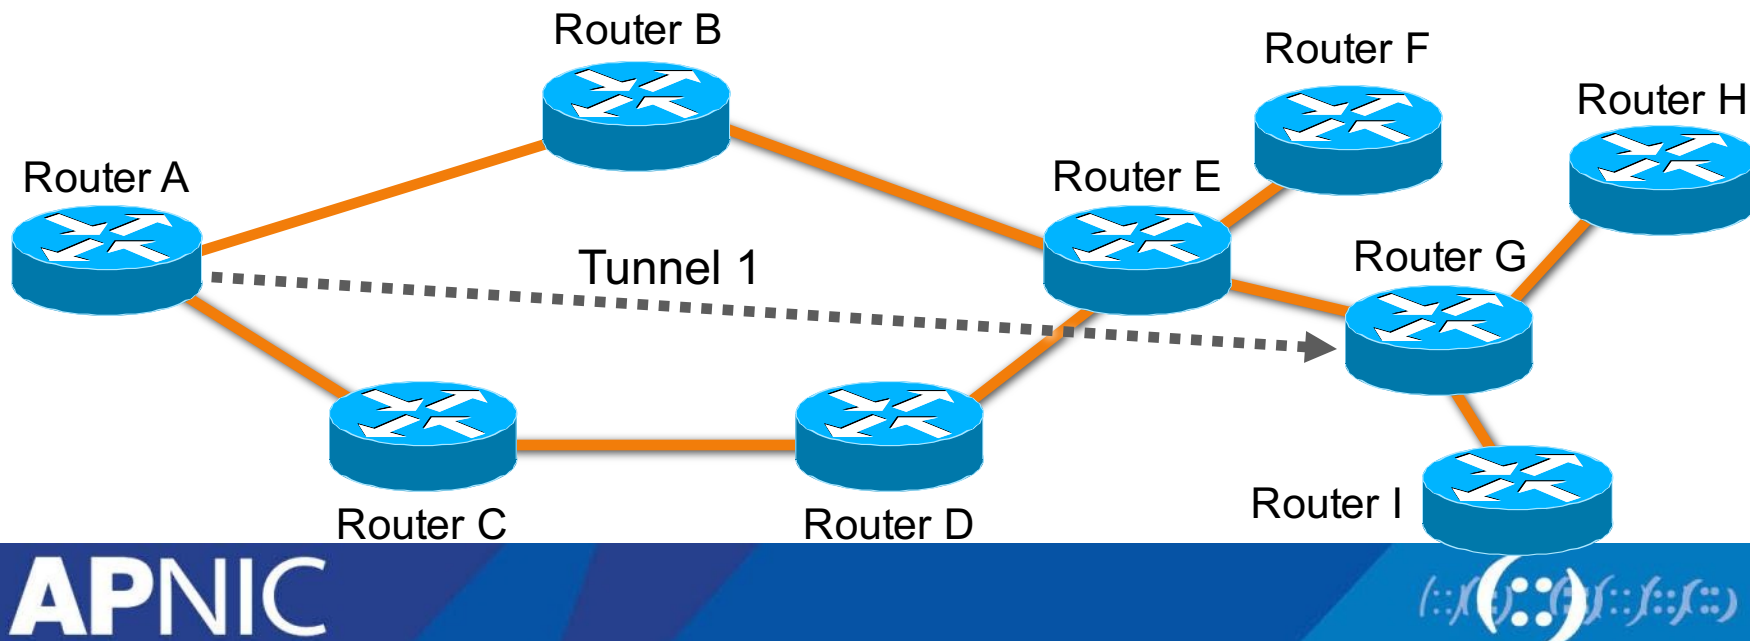 Router B
Router F
Router H
Router A
Router E
Tunnel 1
Router G
Router I
Router C
Router D
APNIC